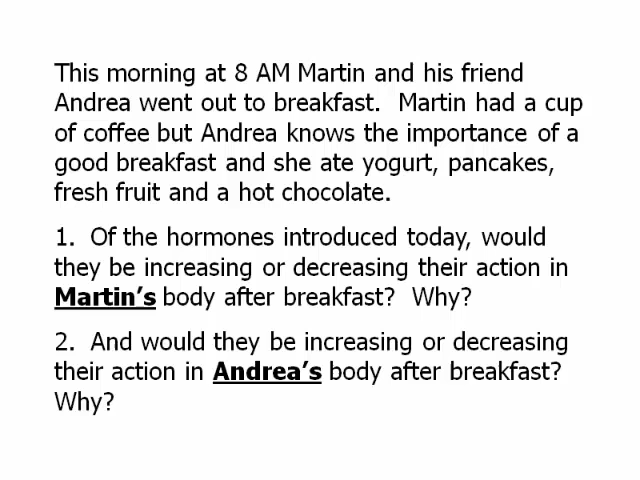 This morning at 8 AM Martin and his friend
Andrea went out to breakfast.  Martin had a cup
of coffee but Andrea knows the importance of a
good breakfast and she ate yogurt, pancakes,
fresh fruit and a hot chocolate.
1.  Of the hormones introduced today, would
they be increasing or decreasing their action in
Martin's body after breakfast?  Why?
2.  And would they be increasing or decreasing
their action in Andrea's body after breakfast?
Why?